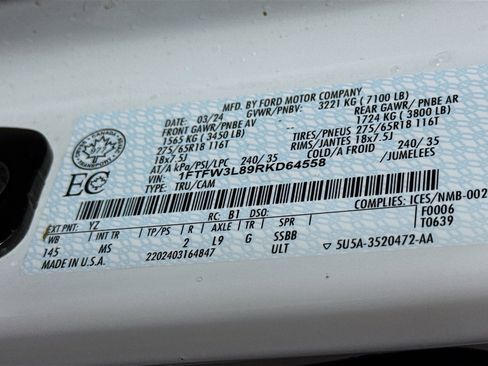 MFD. BY FORD MOTOR COMPANY
DATE: 03/24 GVWR/PNBV: 3221 KG ( 7100 LB)
FRONT GAWR/PNBE AV REAR GAWR/ PNBE AR
1565 KG ( 3450 LB) 1724 KG ( 3800 LB)
275/65R18 116T TIRES/PNEUS 275/65R18 116T
18x7.5J RIMS/JANTES 18x7.5J
AT/A kPa/PSI/LPC 240/ 35 COLD/A FROID 240/ 35
VIN: 1FTFW3L89RKD64558 /JUMELEES
TYPE: TRU/CAM
CANADA
TRANSPORT
EC
COMPLIES: ICES/NMB-002
EXT PNT: YZ RC: B1 DSO: F0006
WB INT TR TP/PS R AXLE TR SPR T0639
145 MS 2 L9 G SSBB
MADE IN U.S.A. 2202403164847 ULT ▽ 5U5A-3520472-AA